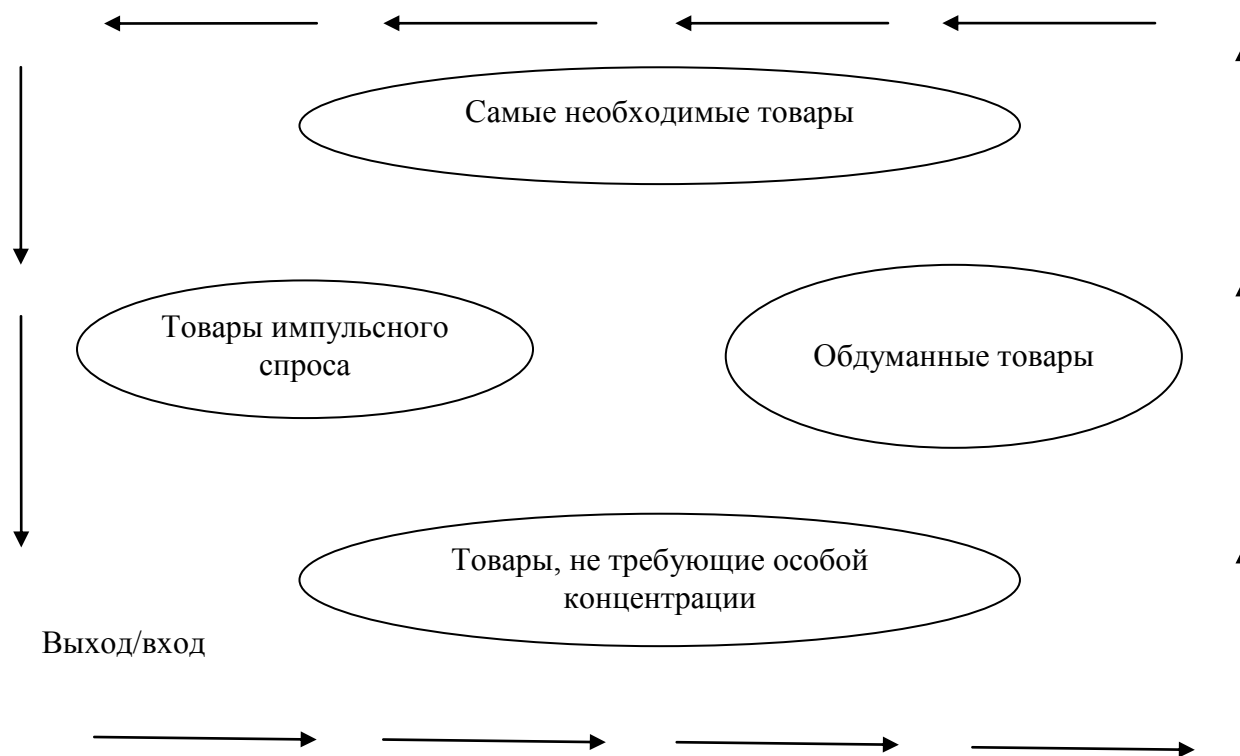 Самые необходимые товары
Товары импульсного
спроса
Обдуманные товары
Товары, не требующие особой
концентрации
Выход/вход